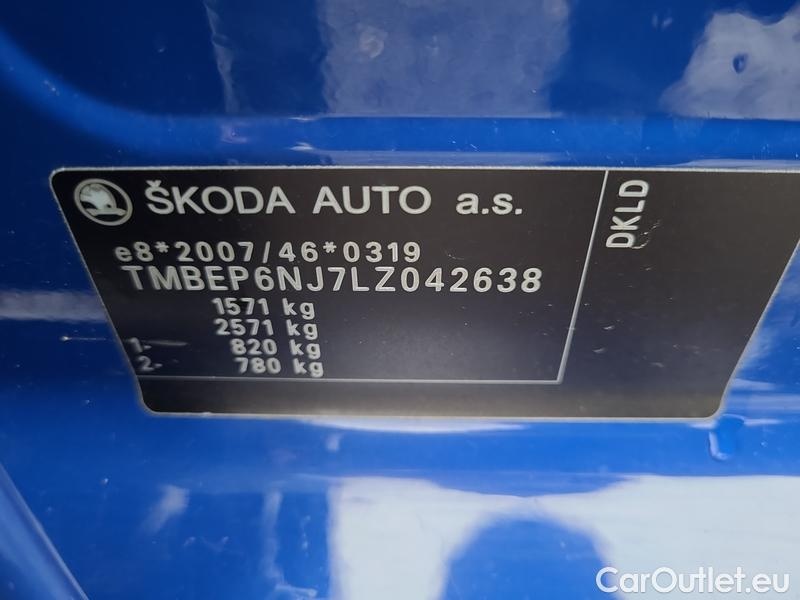 ŠKODA AUTO a.s.
DKLD
e8*2007/46*0319
TMBEP6NJ7LZ042638
1571 kg
2571 kg
1- 820 kg
2- 780 kg
CarOutlet.eu